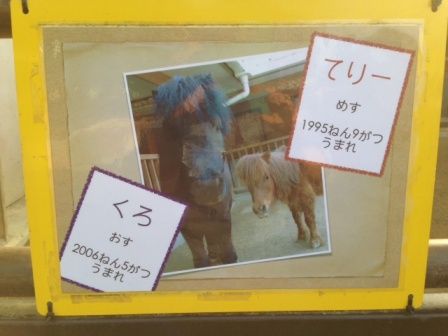 てりー
めす
1995ねん9がつ
うまれ
くろ
おす
2006ねん5がつ
うまれ